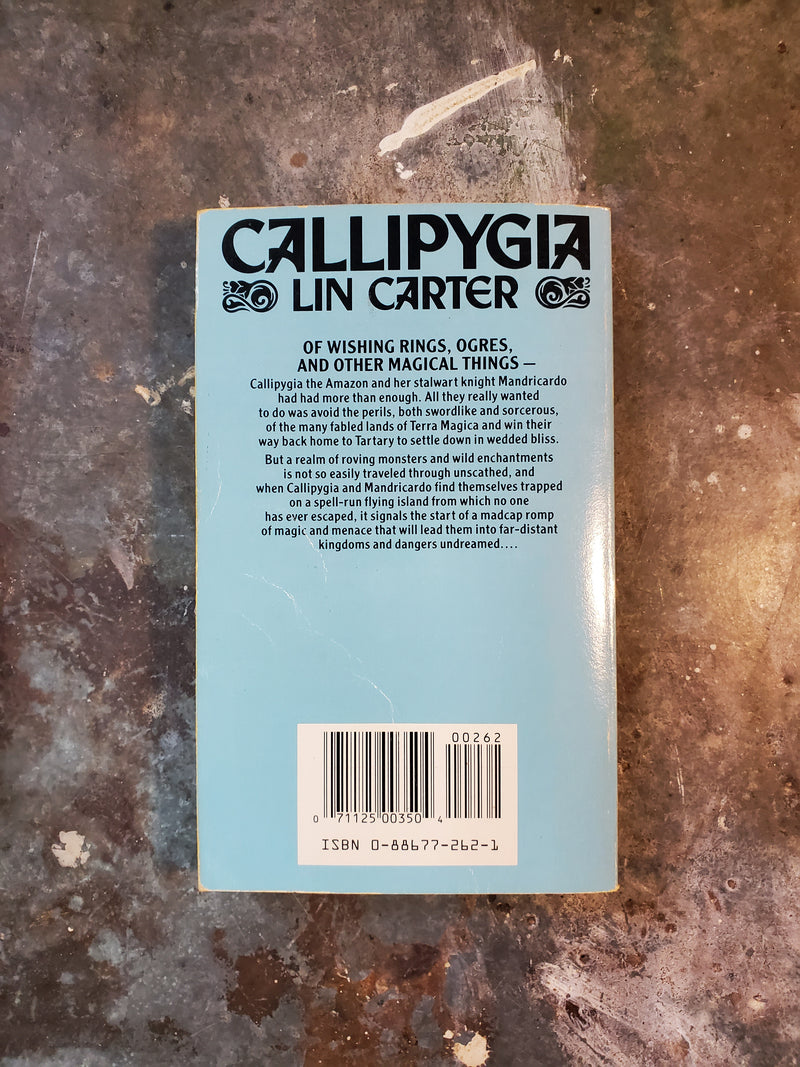 CALLIPYGIA
LIN CARTER
OF WISHING RINGS, OGRES,
AND OTHER MAGICAL THINGS —
Callipygia the Amazon and her stalwart knight Mandricardo
had had more than enough. All they really wanted
to do was avoid the perils, both swordlike and sorcerous,
of the many fabled lands of Terra Magica and win their
way back home to Tartary to settle down in wedded bliss.
But a realm of roving monsters and wild enchantments
is not so easily traveled through unscathed, and
when Callipygia and Mandricardo find themselves trapped
on a spell-run flying island from which no one
has ever escaped, it signals the start of a madcap romp
of magic and menace that will lead them into far-distant
kingdoms and dangers undreamed....
00262
0 71125 00350 4
ISBN 0-88677-262-1